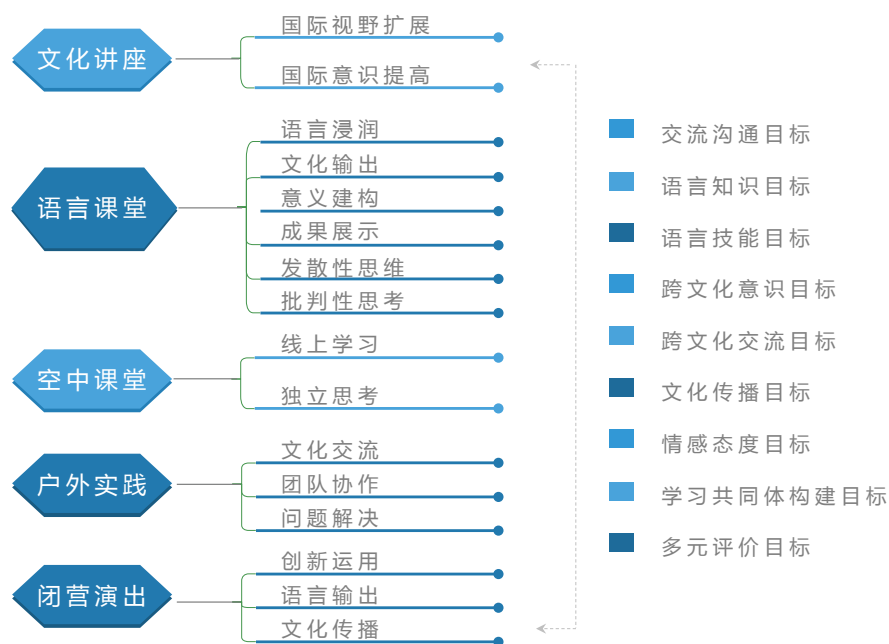 文化讲座
国际视野扩展
国际意识提高
语言课堂
语言浸润
文化输出
意义建构
成果展示
发散性思维
批判性思考
空中课堂
线上学习
独立思考
户外实践
文化交流
团队协作
问题解决
闭营演出
创新运用
语言输出
文化传播
交流沟通目标
语言知识目标
语言技能目标
跨文化意识目标
跨文化交流目标
文化传播目标
情感态度目标
学习共同体构建目标
多元评价目标